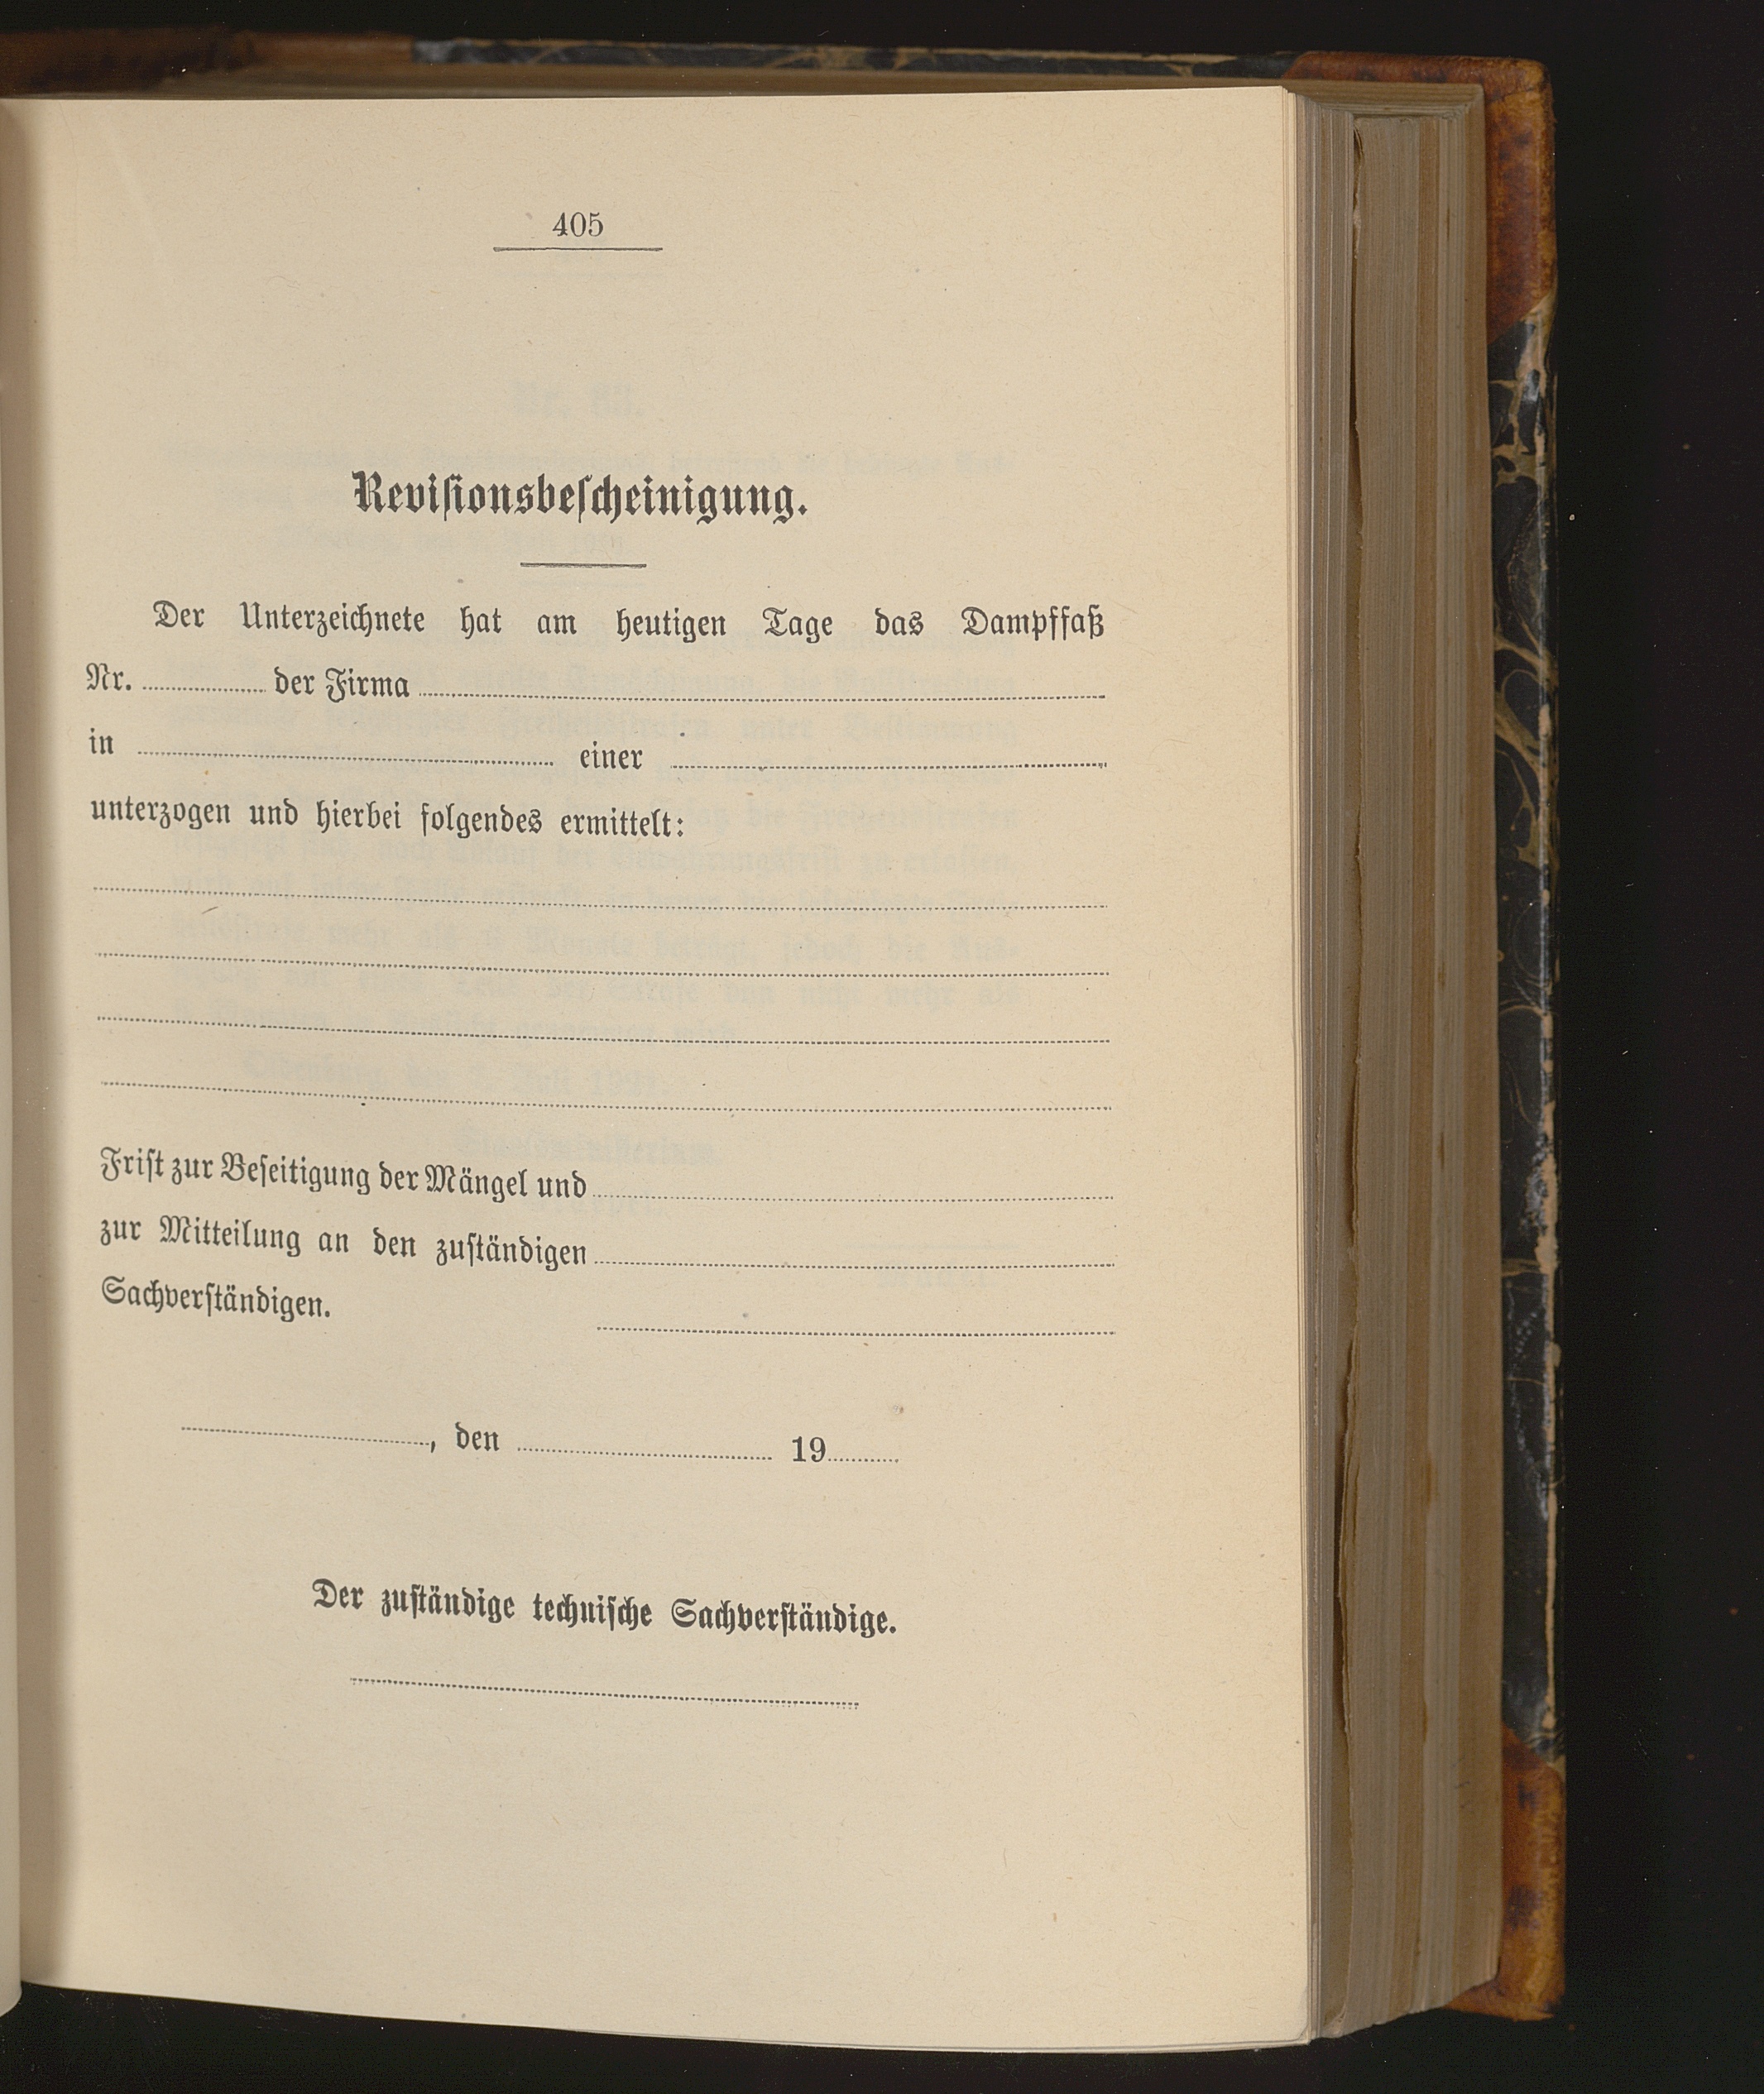 405
Revisionsbescheinigung.
Der Unterzeichnete hat am heutigen Tage das Dampffaß
Nr. ............ der Firma ............
in ............ einer ............
unterzogen und hierbei folgendes ermittelt:
Frist zur Beseitigung der Mängel und ............
zur Mitteilung an den zuständigen ............
Sachverständigen. ............
............, den ............ 19......
Der zuständige technische Sachverständige.